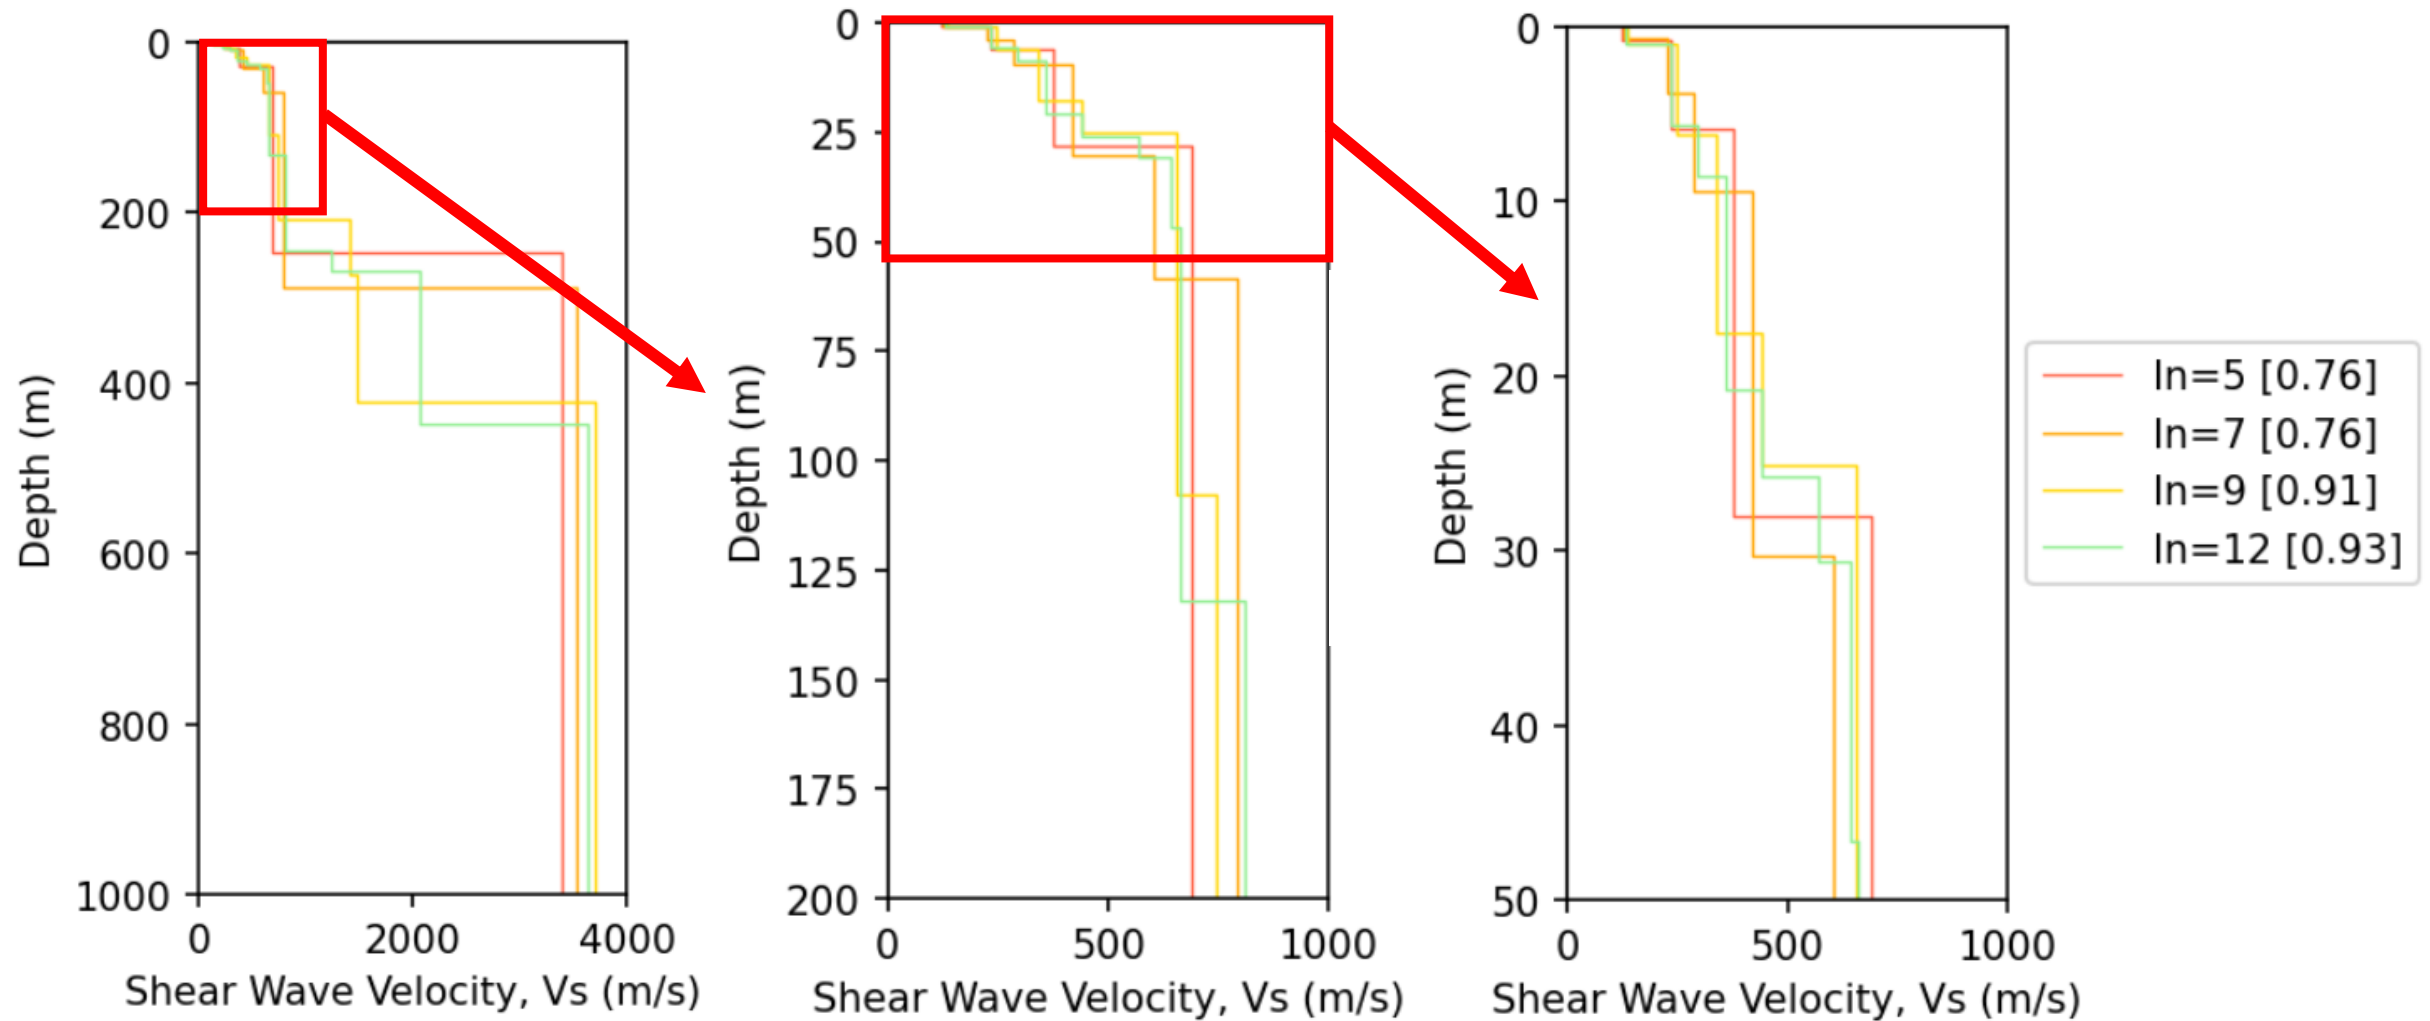 0
200
400
600
800
1000
0 2000 4000
Depth (m)
Shear Wave Velocity, Vs (m/s)
0
25
50
75
100
125
150
175
200
0 500 1000
Depth (m)
Shear Wave Velocity, Vs (m/s)
0
10
20
30
40
50
0 500 1000
Depth (m)
Shear Wave Velocity, Vs (m/s)
ln=5 [0.76]
ln=7 [0.76]
ln=9 [0.91]
ln=12 [0.93]